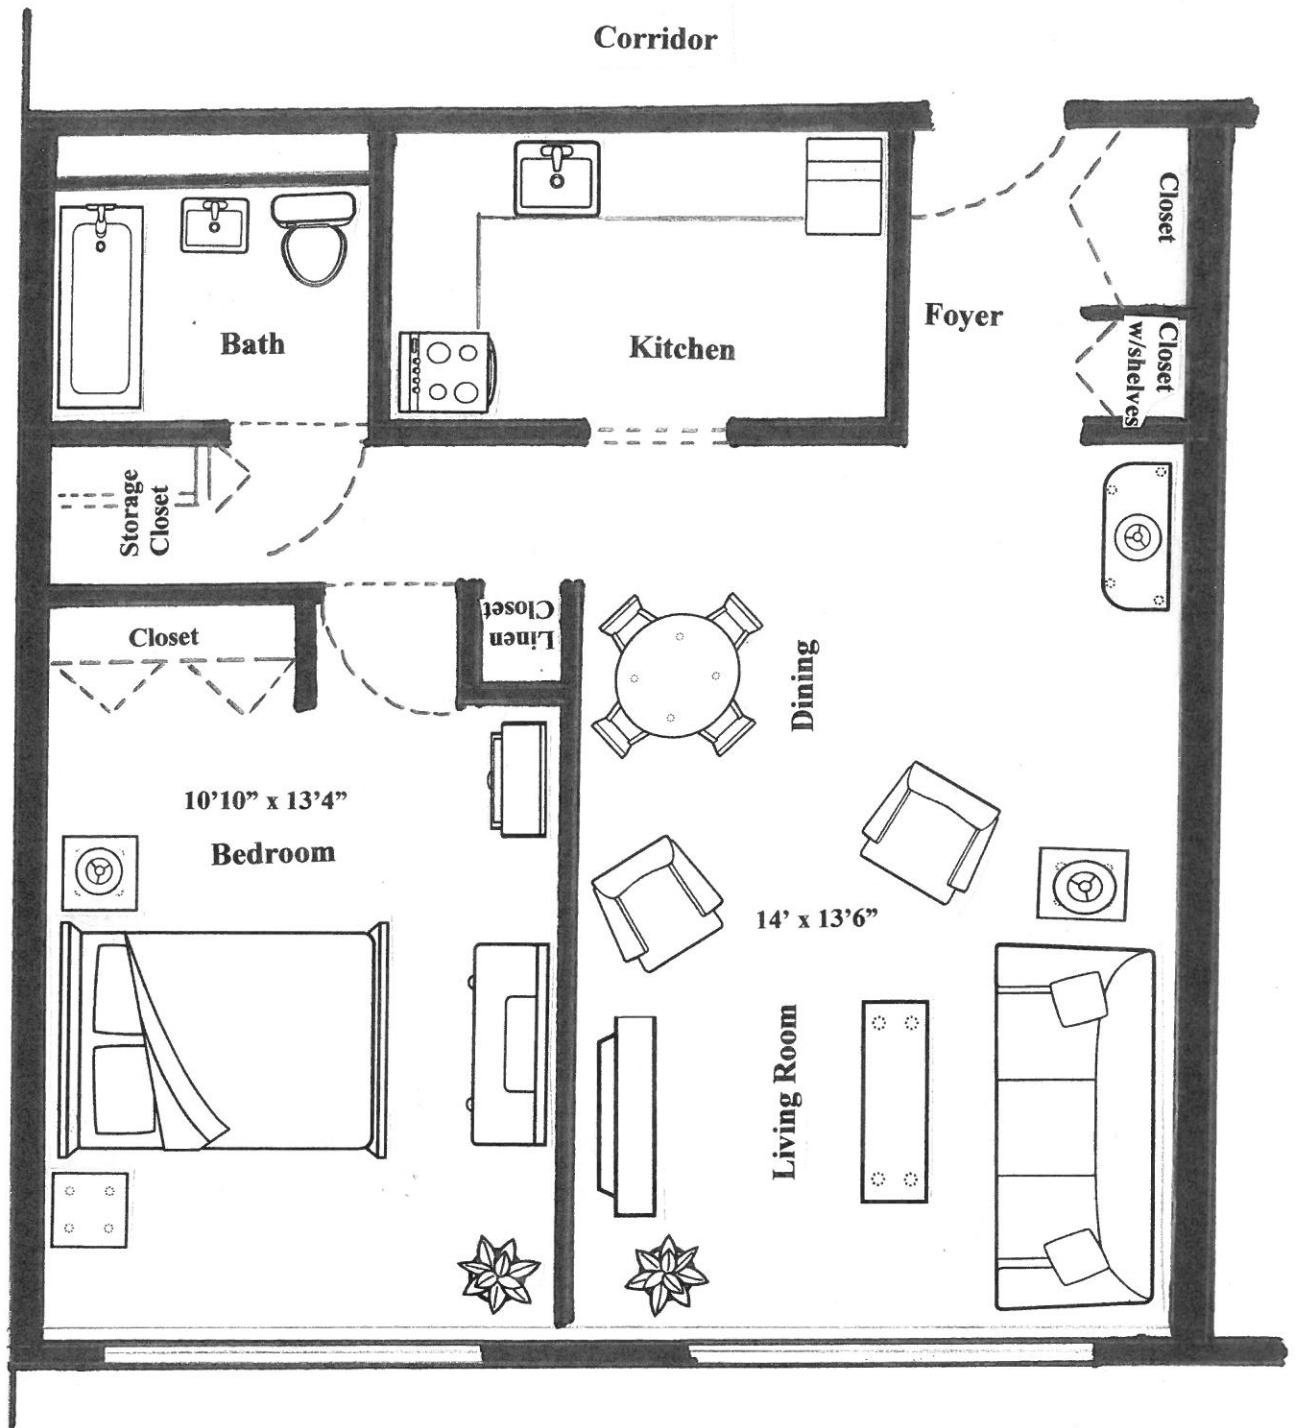 Corridor
Closet
Foyer
Closet
w/shelves
Bath
Kitchen
Storage
Closet
Linen
Closet
Closet
Dining
10’10” x 13’4”
Bedroom
14’ x 13’6”
Living Room